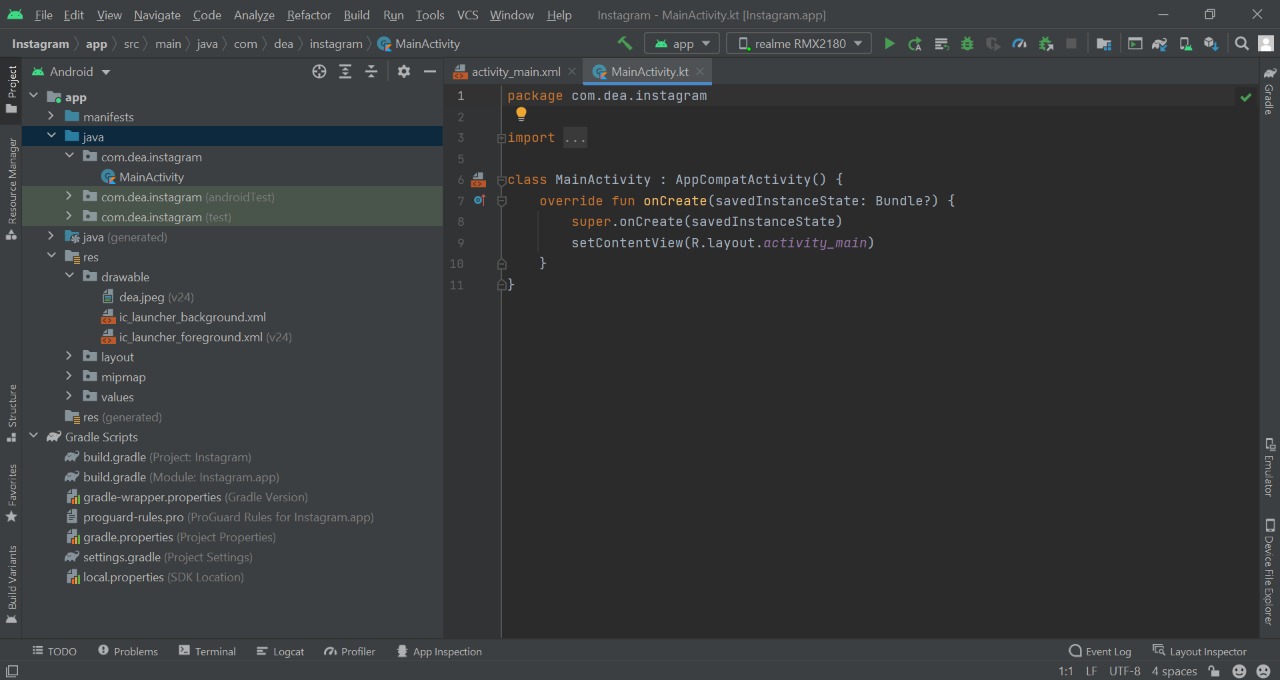 File Edit View Navigate Code Analyze Refactor Build Run Tools VCS Window Help Instagram - MainActivity.kt [Instagram.app]
Instagram app src main java com dea instagram MainActivity app realme RMX2180
Project
Resource Manager
Structure
Favorites
Build Variants
Android
app
manifests
java
com.dea.instagram
MainActivity
com.dea.instagram (androidTest)
com.dea.instagram (test)
java (generated)
res
drawable
dea.jpeg (v24)
ic_launcher_background.xml
ic_launcher_foreground.xml (v24)
layout
mipmap
values
res (generated)
Gradle Scripts
build.gradle (Project: Instagram)
build.gradle (Module: Instagram.app)
gradle-wrapper.properties (Gradle Version)
proguard-rules.pro (ProGuard Rules for Instagram.app)
gradle.properties (Project Properties)
settings.gradle (Project Settings)
local.properties (SDK Location)
activity_main.xml MainActivity.kt
1 package com.dea.instagram
2
3 import ...
5
6 class MainActivity : AppCompatActivity() {
7 override fun onCreate(savedInstanceState: Bundle?) {
8 super.onCreate(savedInstanceState)
9 setContentView(R.layout.activity_main)
10 }
11 }
Gradle
Emulator
Device File Explorer
TODO Problems Terminal Logcat Profiler App Inspection Event Log Layout Inspector
1:1 LF UTF-8 4 spaces